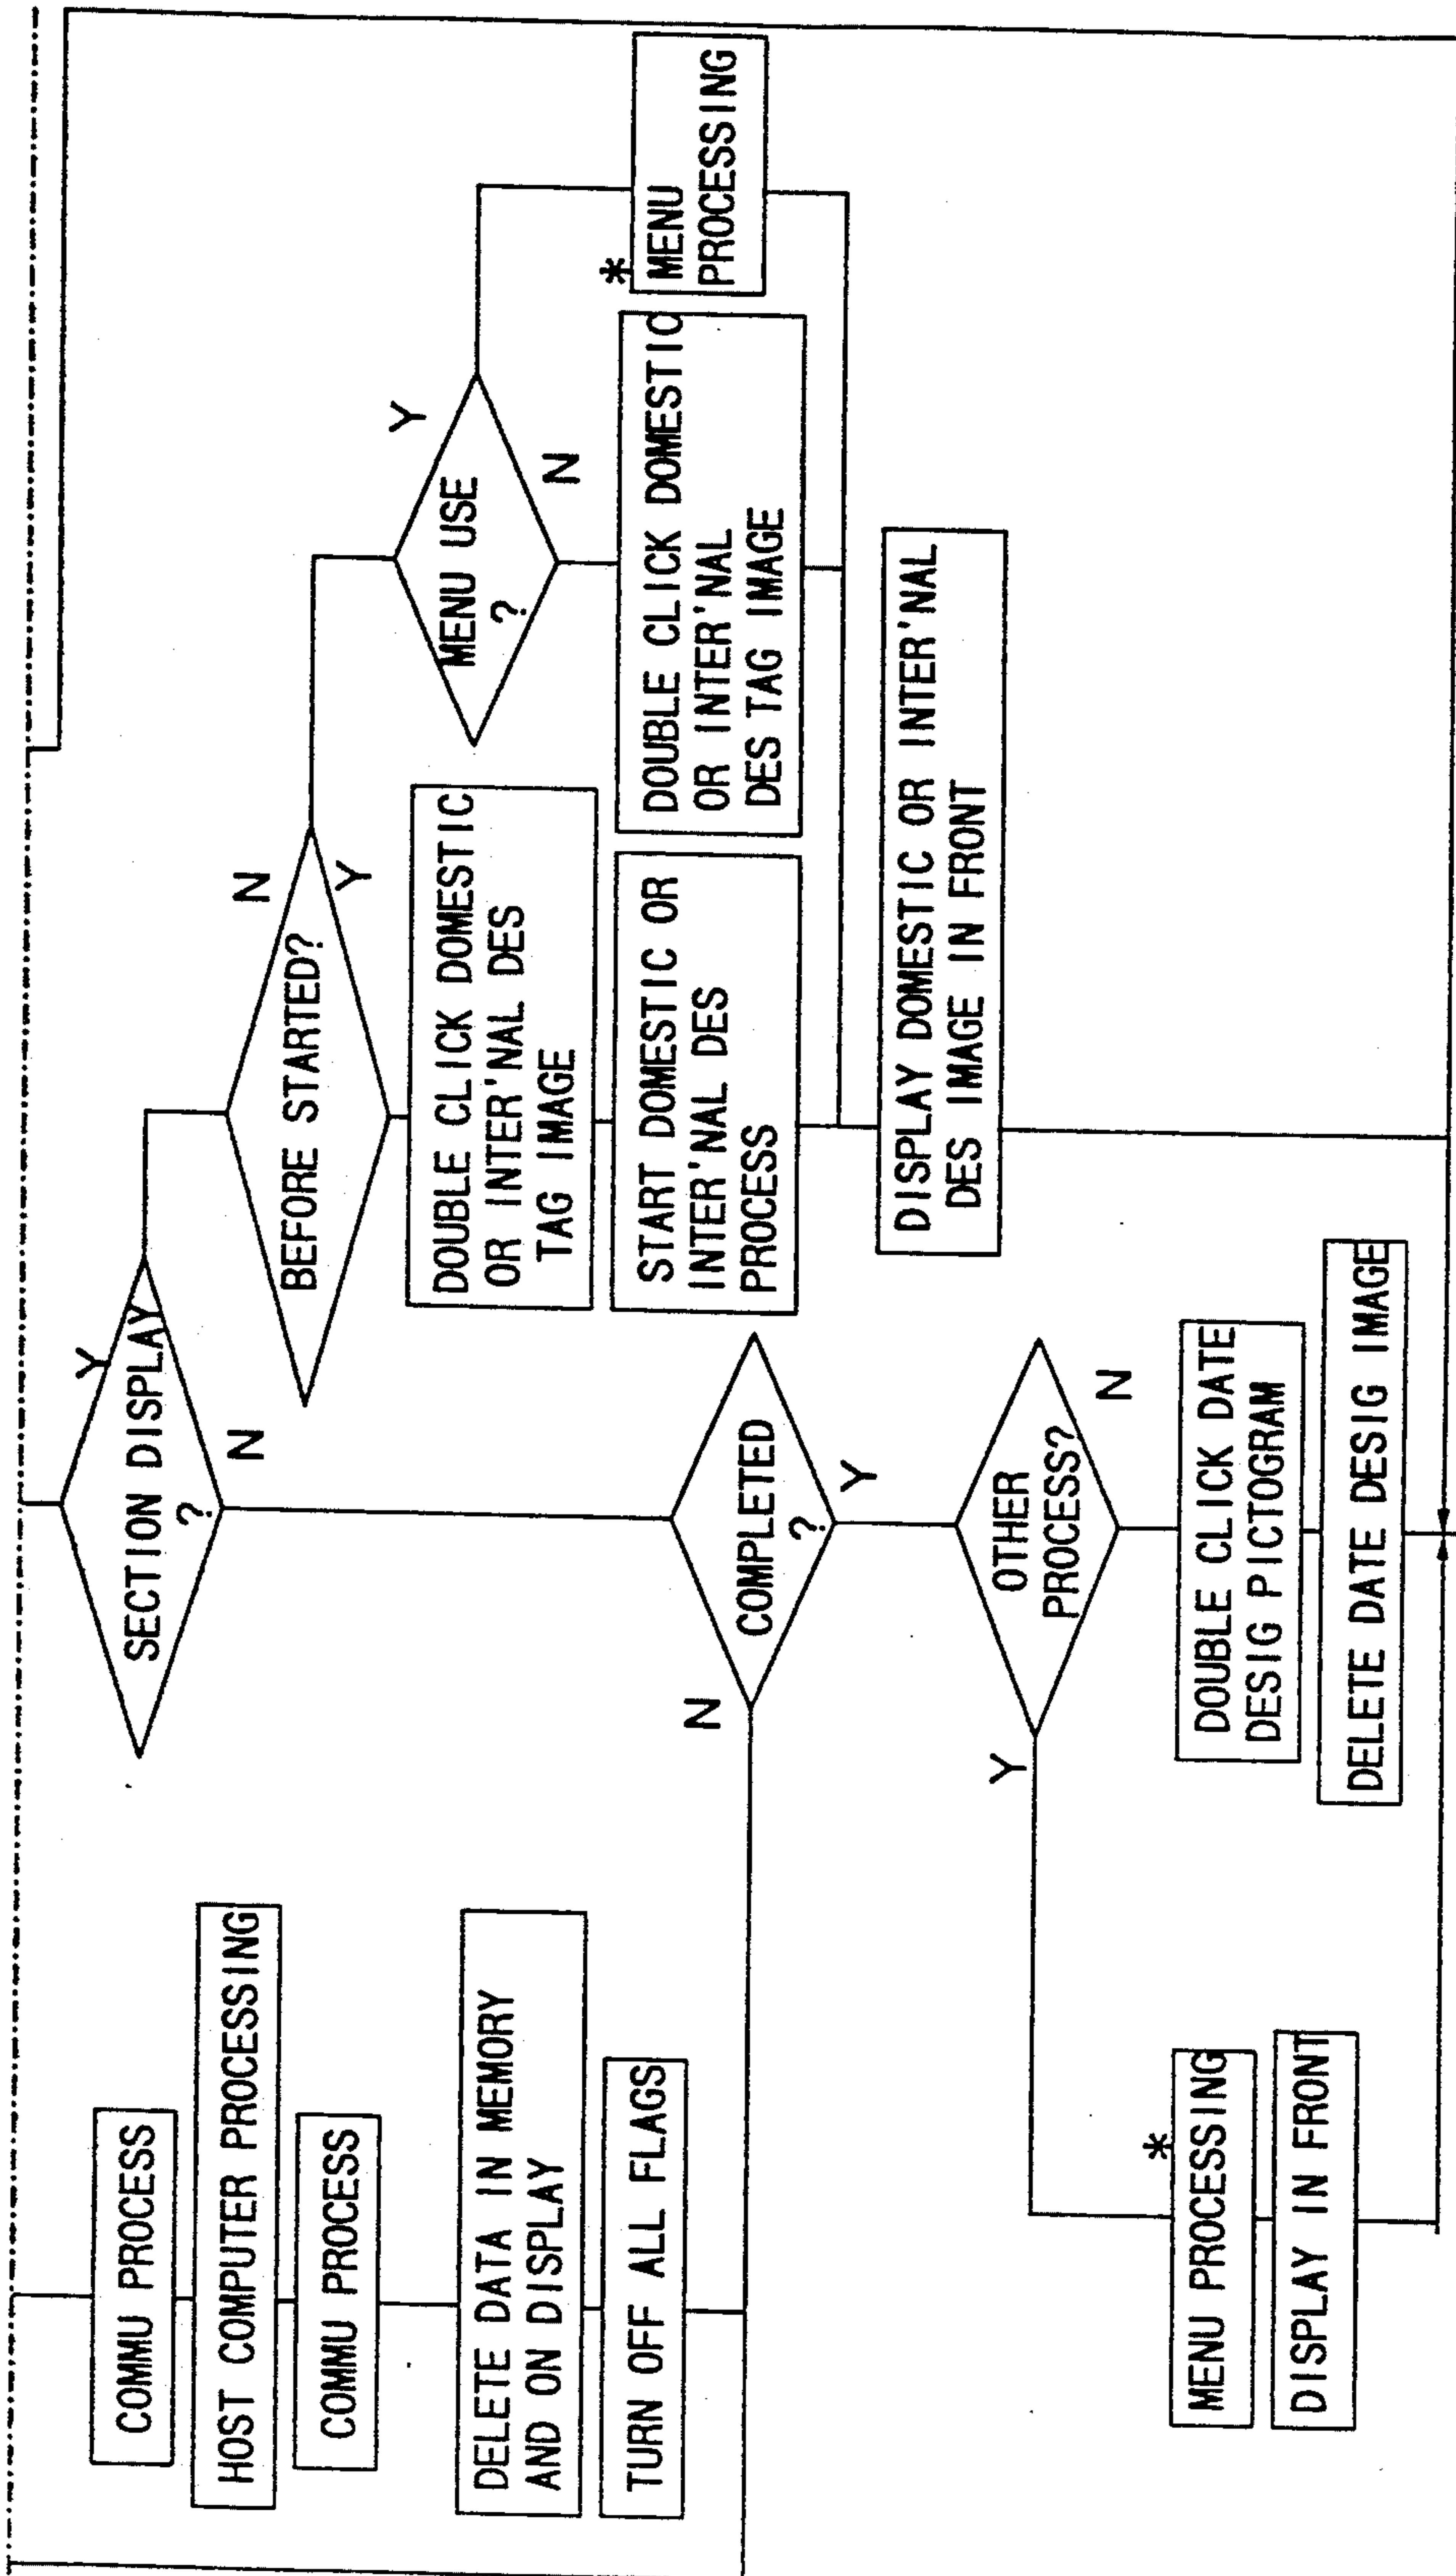 COMMU PROCESS
HOST COMPUTER PROCESSING
COMMU PROCESS
DELETE DATA IN MEMORY
AND ON DISPLAY
TURN OFF ALL FLAGS
SECTION DISPLAY
?
Y
N
BEFORE STARTED?
N
Y
DOUBLE CLICK DOMESTIC
OR INTER'NAL DES
TAG IMAGE
START DOMESTIC OR
INTER'NAL DES
PROCESS
MENU USE
?
Y
N
DOUBLE CLICK DOMESTIC
OR INTER'NAL
DES TAG IMAGE
*
MENU
PROCESSING
DISPLAY DOMESTIC OR INTER'NAL
DES IMAGE IN FRONT
COMPLETED
?
N
Y
OTHER
PROCESS?
Y
N
*
MENU PROCESSING
DISPLAY IN FRONT
DOUBLE CLICK DATE
DESIG PICTOGRAM
DELETE DATE DESIG IMAGE